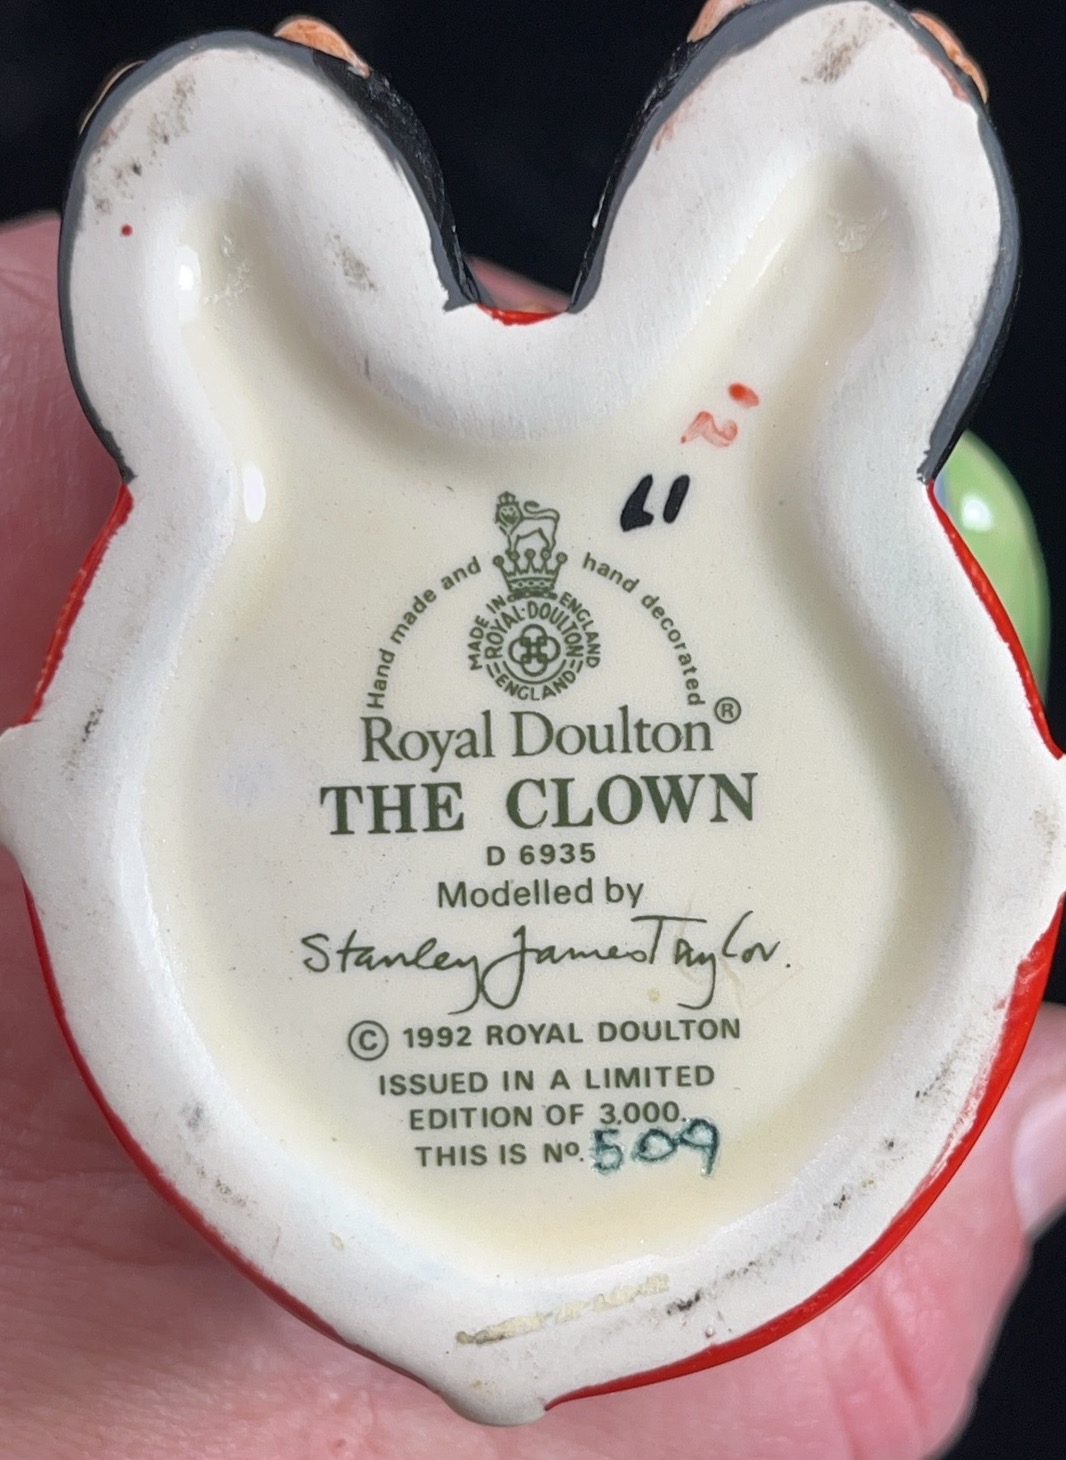 Hand made and hand decorated
MADE IN ENGLAND
ROYAL·DOULTON
ENGLAND
Royal Doulton®
THE CLOWN
D 6935
Modelled by
Stanley James Taylor.
© 1992 ROYAL DOULTON
ISSUED IN A LIMITED
EDITION OF 3,000.
THIS IS Nº. 509